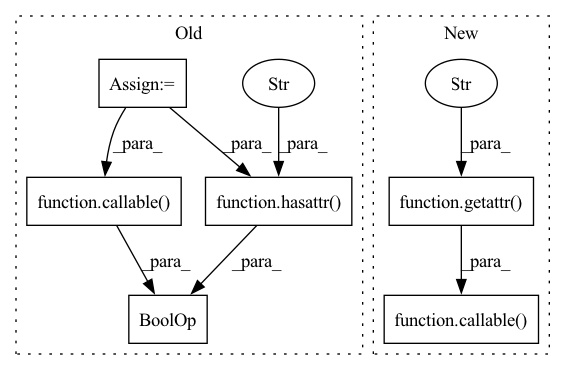 Old
New
Assign:=
Str
Str
_para_
_para_
_para_
_para_
function.callable()
function.hasattr()
function.getattr()
_para_
_para_
_para_
BoolOp
function.callable()